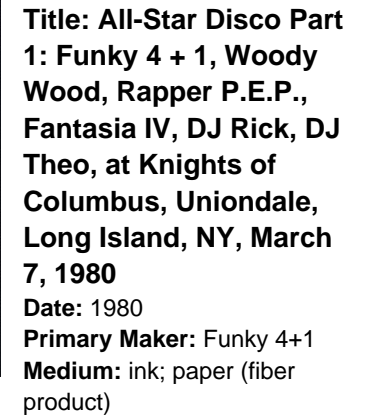 Title: All-Star Disco Part
1: Funky 4 + 1, Woody
Wood, Rapper P.E.P.,
Fantasia IV, DJ Rick, DJ
Theo, at Knights of
Columbus, Uniondale,
Long Island, NY, March
7, 1980
Date: 1980
Primary Maker: Funky 4+1
Medium: ink; paper (fiber
product)